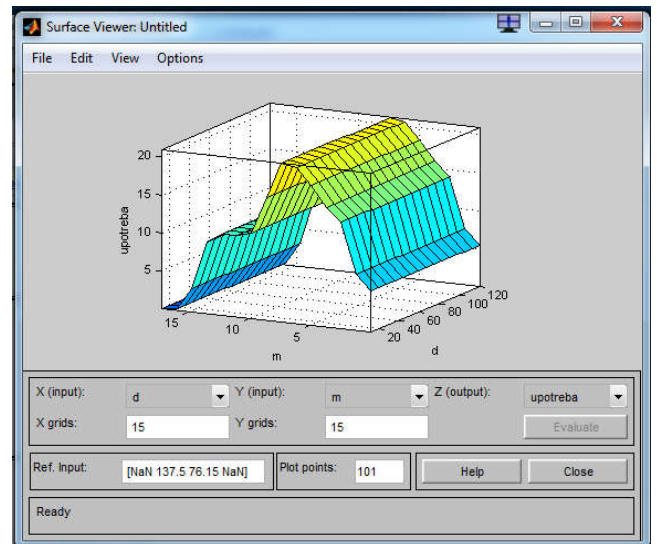 Surface Viewer: Untitled
File Edit View Options
20
15
10
5
upotreba
15
10
5
m
20
40
60
80
100
120
d
X (input): d Y (input): m Z (output): upotreba
X grids: 15 Y grids: 15 Evaluate
Ref. Input: [NaN 137.5 76.15 NaN] Plot points: 101 Help Close
Ready